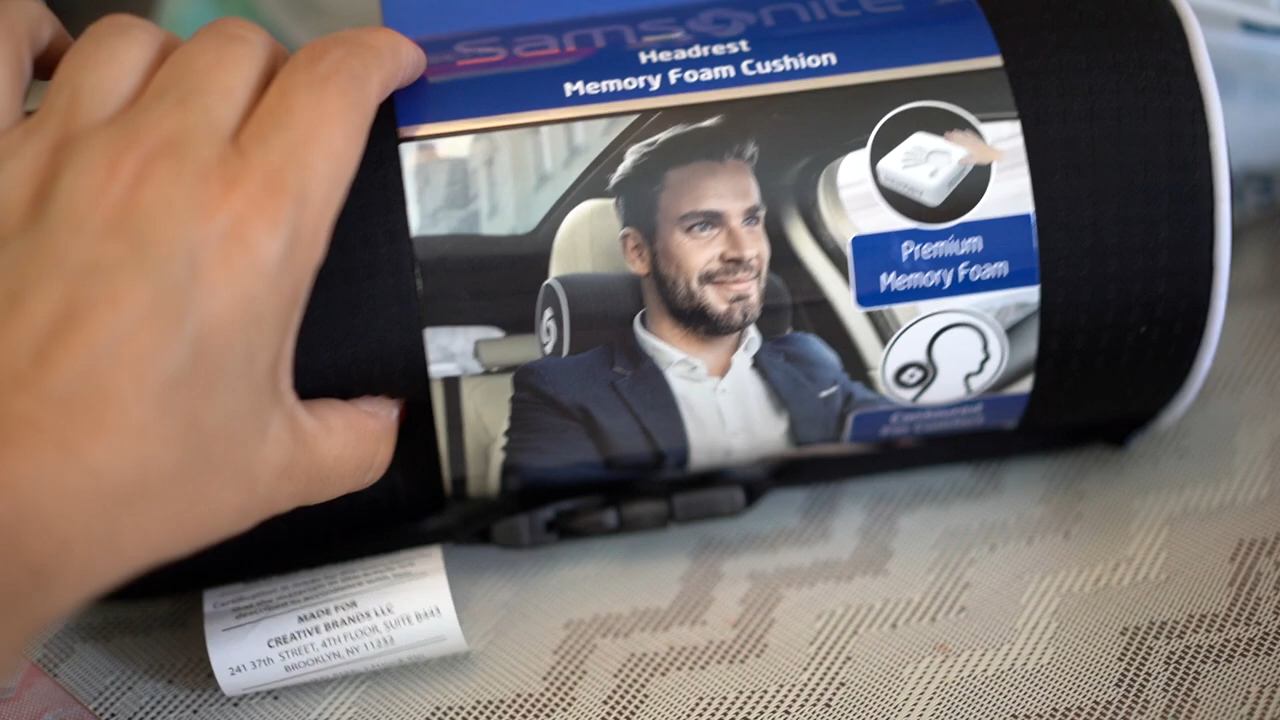 Samsonite
Headrest
Memory Foam Cushion
Premium
Memory Foam
Contoured
For Comfort
MADE FOR
CREATIVE BRANDS LLC
241 37th STREET, 4TH FLOOR, SUITE B443
BROOKLYN, NY 11232